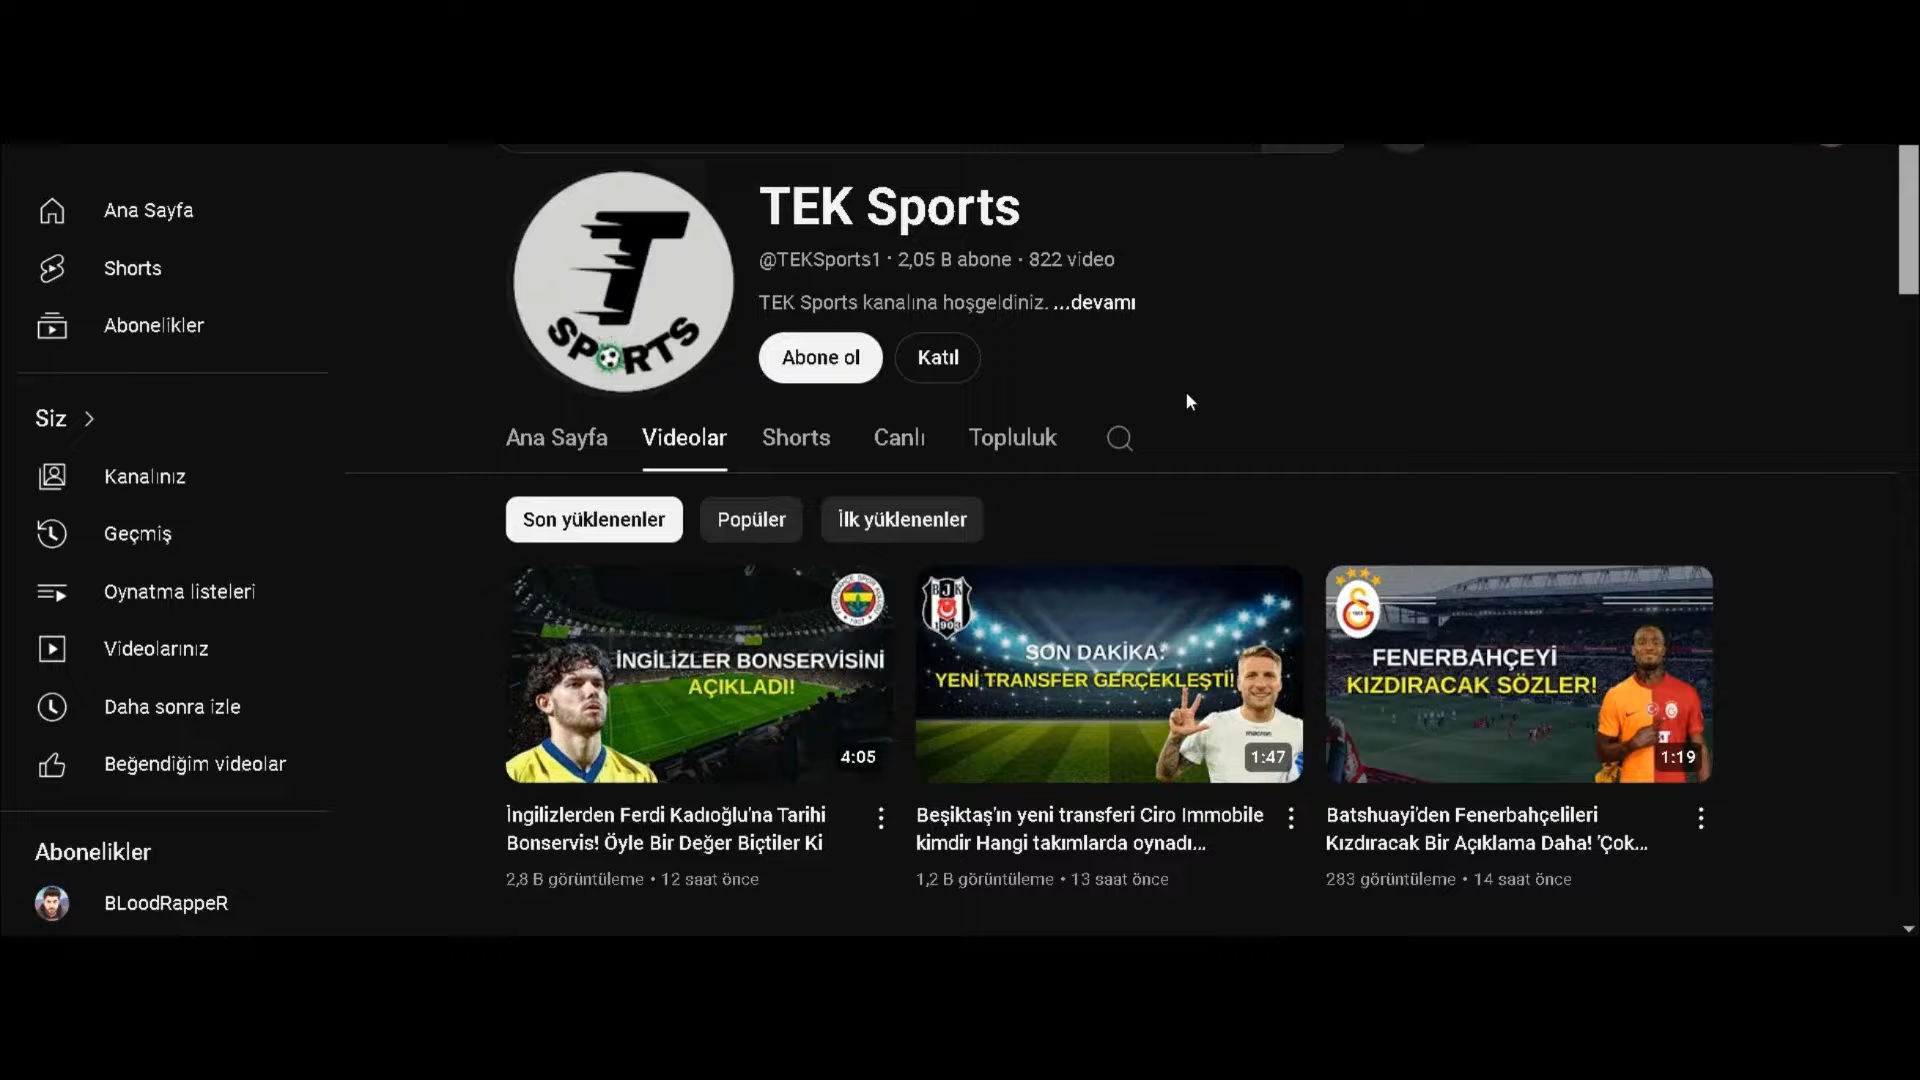 Ana Sayfa
Shorts
Abonelikler
Siz
Kanalınız
Geçmiş
Oynatma listeleri
Videolarınız
Daha sonra izle
Beğendiğim videolar
Abonelikler
BLoodRappeR
T
SPORTS
TEK Sports
@TEKSports1 • 2,05 B abone • 822 video
TEK Sports kanalına hoşgeldiniz. ...devamı
Abone ol
Katıl
Ana Sayfa
Videolar
Shorts
Canlı
Topluluk
Son yüklenenler
Popüler
İlk yüklenenler
İNGİLİZLER BONSERVİSİNİ
AÇIKLADI!
4:05
İngilizlerden Ferdi Kadıoğlu'na Tarihi
Bonservis! Öyle Bir Değer Biçtiler Ki
2,8 B görüntüleme • 12 saat önce
BJK
1903
SON DAKİKA:
YENİ TRANSFER GERÇEKLEŞTİ!
macron
1:47
Beşiktaş'ın yeni transferi Ciro Immobile
kimdir Hangi takımlarda oynadı...
1,2 B görüntüleme • 13 saat önce
FENERBAHÇEYİ
KIZDIRACAK SÖZLER!
1:19
Batshuayi'den Fenerbahçelileri
Kızdıracak Bir Açıklama Daha! 'Çok...
283 görüntüleme • 14 saat önce